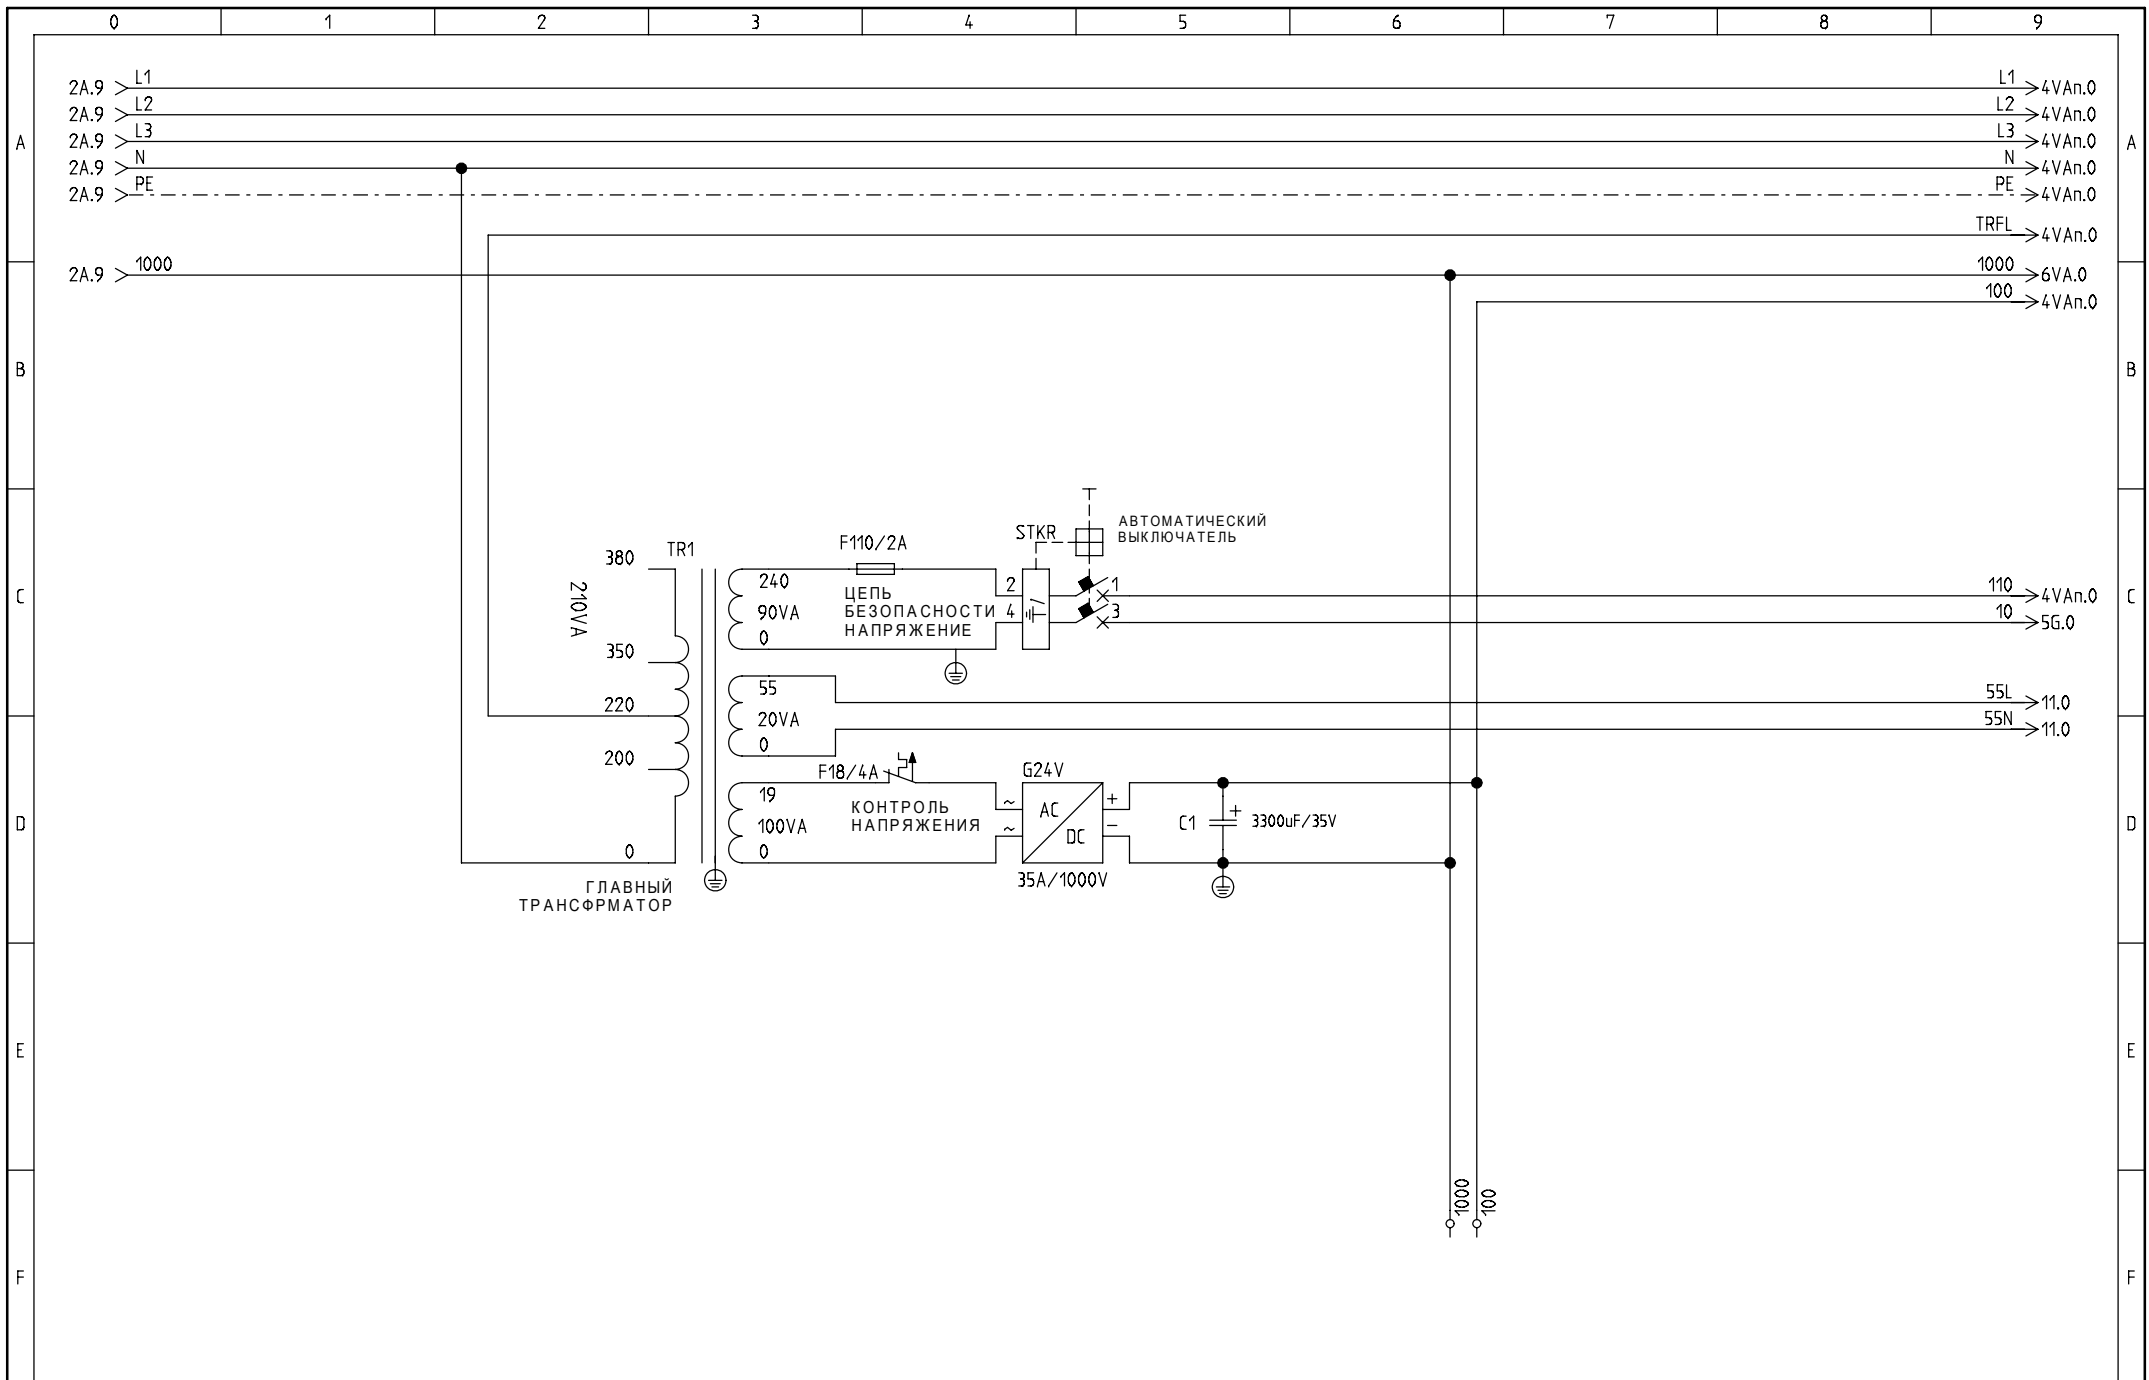 0 1 2 3 4 5 6 7 8 9
2A.9 L1 L1 4VAn.0
2A.9 L2 L2 4VAn.0
2A.9 L3 L3 4VAn.0
A A
2A.9 N N 4VAn.0
2A.9 PE PE 4VAn.0
TRFL 4VAn.0
2A.9 1000 1000 6VA.0
100 4VAn.0
B B
STKR
АВТОМАТИЧЕСКИЙ
ВЫКЛЮЧАТЕЛЬ
380 TR1
F110/2A
240
210VA
C C
ЦЕПЬ
БЕЗОПАСНОСТИ
НАПРЯЖЕНИЕ
90VA
0
2 1
4 3
110 4VAn.0
10 5G.0
350
55
20VA
0
55L 11.0
55N 11.0
220
200
F18/4A
G24V
19
100VA
0
КОНТРОЛЬ
НАПРЯЖЕНИЯ
~ AC +
~ DC −
35A/1000V
C1 + 3300uF/35V
D D
0
ГЛАВНЫЙ
ТРАНСФРМАТОР
E E
1000
100
F F